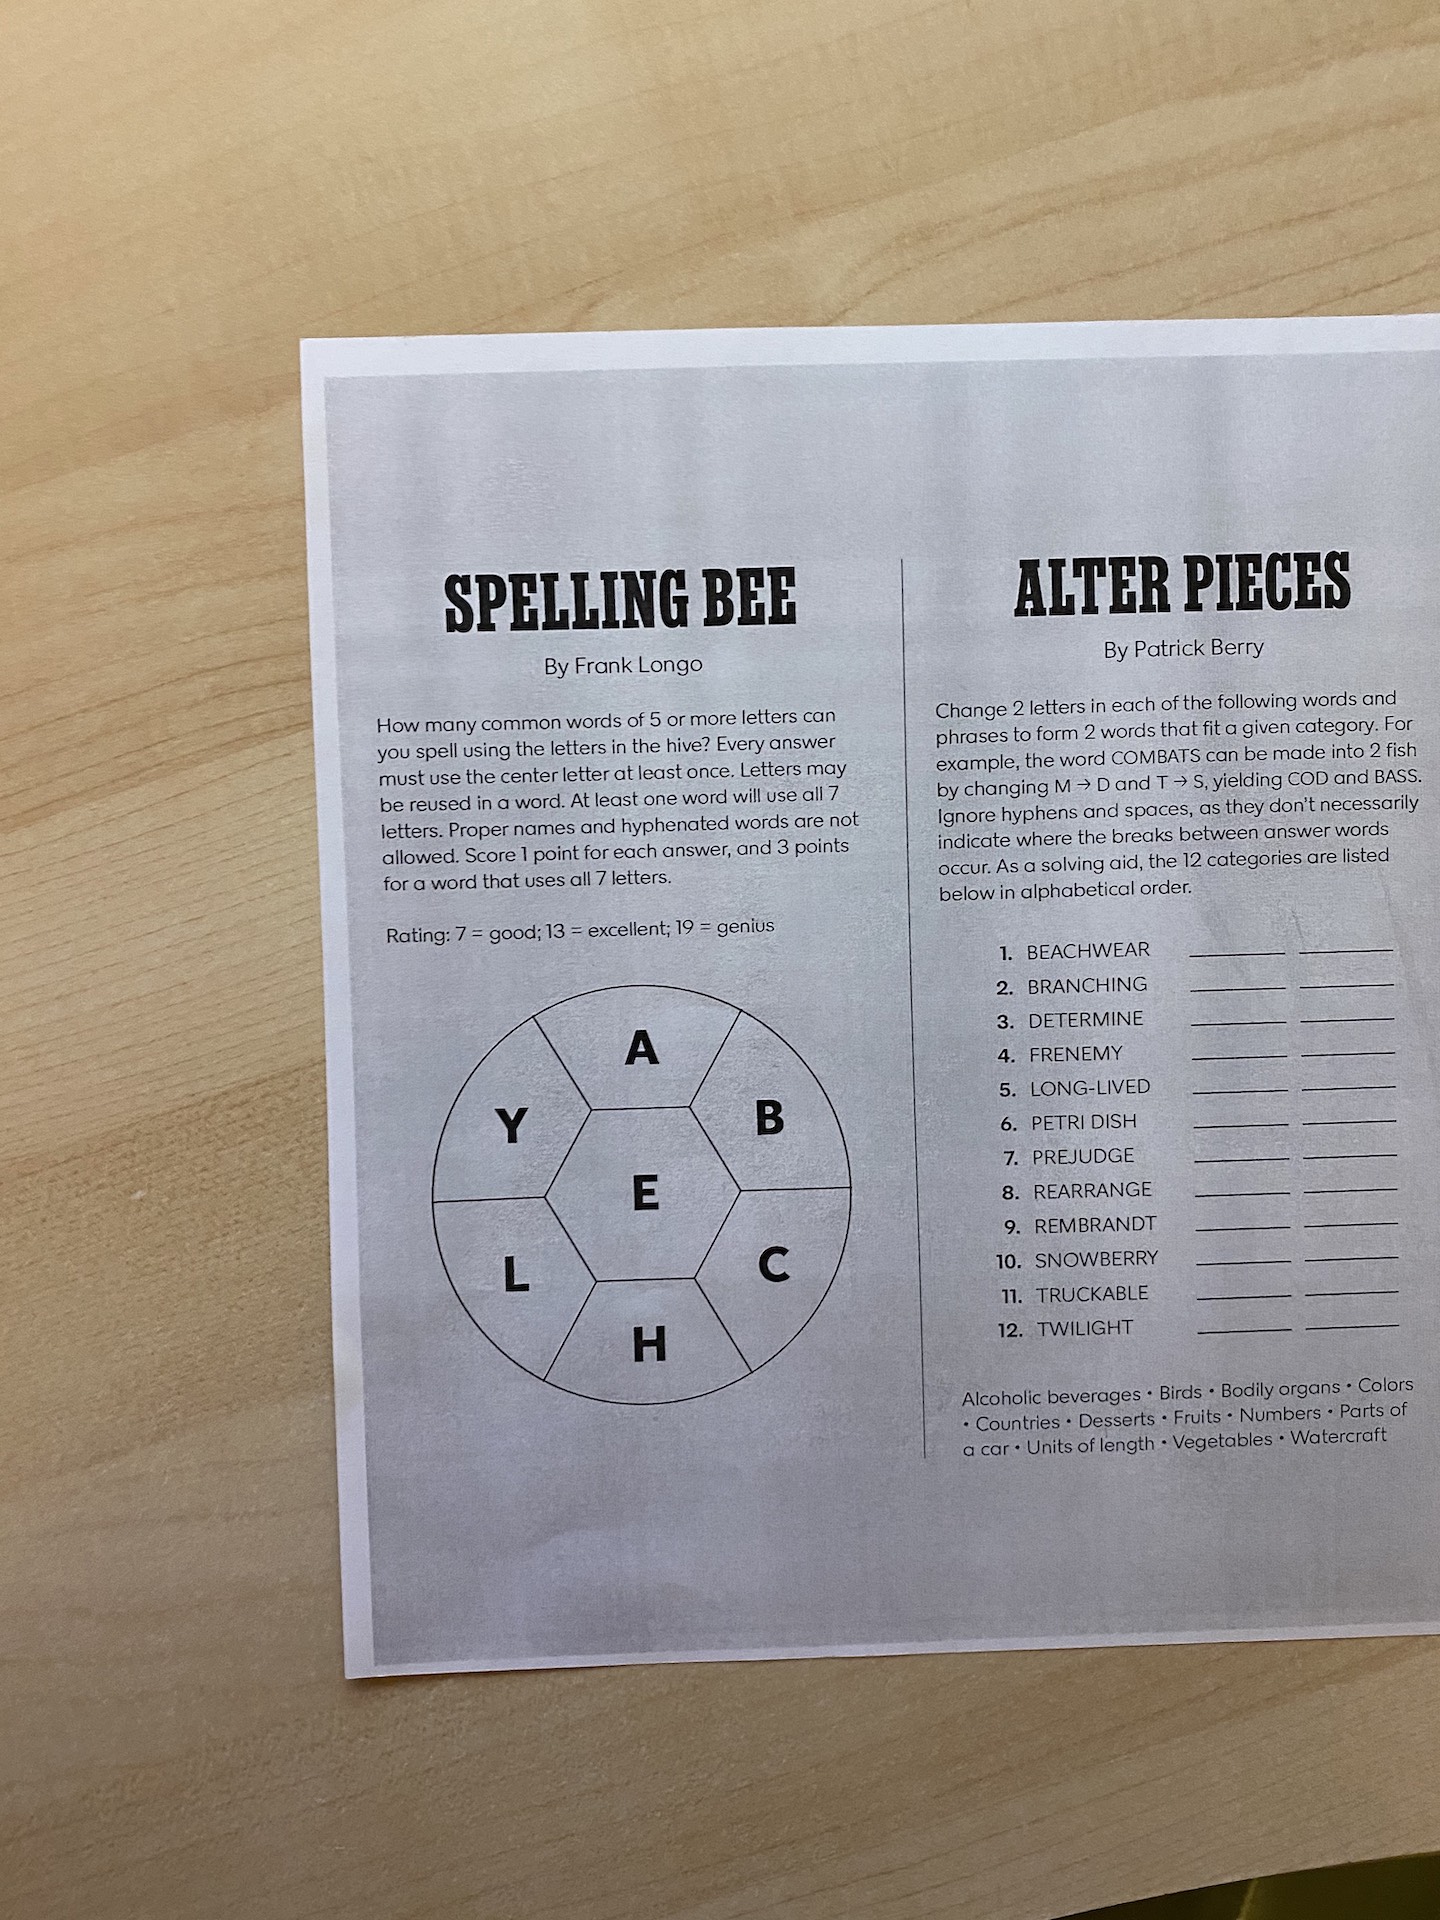 SPELLING BEE
By Frank Longo
How many common words of 5 or more letters can
you spell using the letters in the hive? Every answer
must use the center letter at least once. Letters may
be reused in a word. At least one word will use all 7
letters. Proper names and hyphenated words are not
allowed. Score 1 point for each answer, and 3 points
for a word that uses all 7 letters.
Rating: 7 = good; 13 = excellent; 19 = genius
A
Y
B
E
L
C
H
ALTER PIECES
By Patrick Berry
Change 2 letters in each of the following words and
phrases to form 2 words that fit a given category. For
example, the word COMBATS can be made into 2 fish
by changing M → D and T → S, yielding COD and BASS.
Ignore hyphens and spaces, as they don't necessarily
indicate where the breaks between answer words
occur. As a solving aid, the 12 categories are listed
below in alphabetical order.
1. BEACHWEAR
2. BRANCHING
3. DETERMINE
4. FRENEMY
5. LONG-LIVED
6. PETRI DISH
7. PREJUDGE
8. REARRANGE
9. REMBRANDT
10. SNOWBERRY
11. TRUCKABLE
12. TWILIGHT
Alcoholic beverages • Birds • Bodily organs • Colors
• Countries • Desserts • Fruits • Numbers • Parts of
a car • Units of length • Vegetables • Watercraft